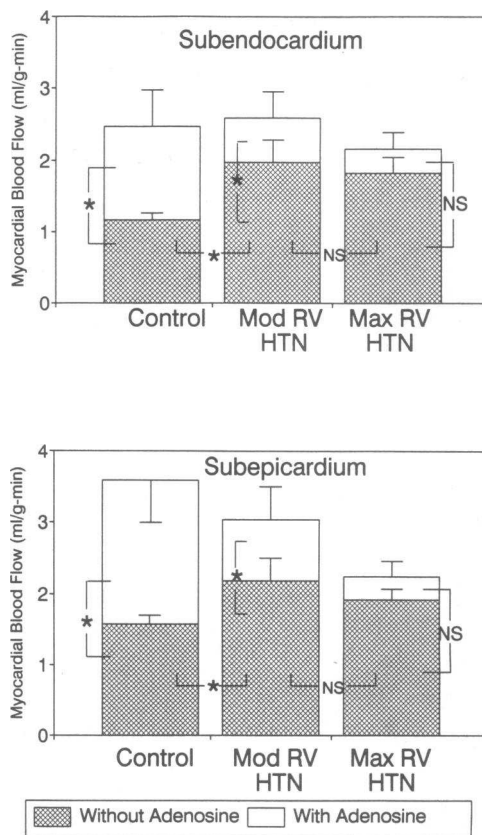 Subendocardium
Myocardial Blood Flow (ml/g-min)
4
3
2
1
0
*
*
*
NS
NS
Control
Mod RV
HTN
Max RV
HTN
Subepicardium
Myocardial Blood Flow (ml/g-min)
4
3
2
1
0
*
*
*
NS
NS
Control
Mod RV
HTN
Max RV
HTN
Without Adenosine
With Adenosine